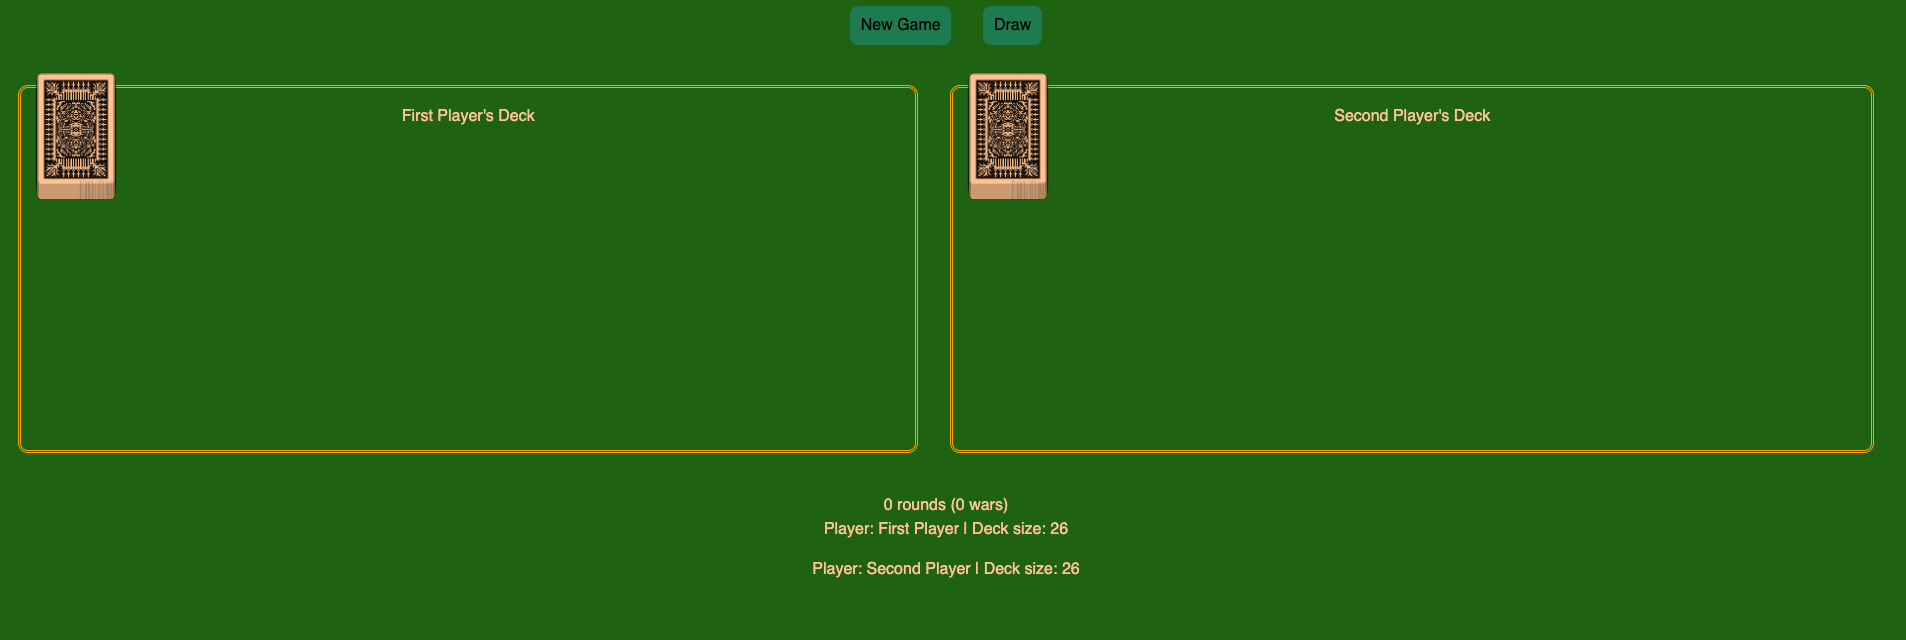 New Game
Draw
First Player's Deck
Second Player's Deck
0 rounds (0 wars)
Player: First Player | Deck size: 26
Player: Second Player | Deck size: 26